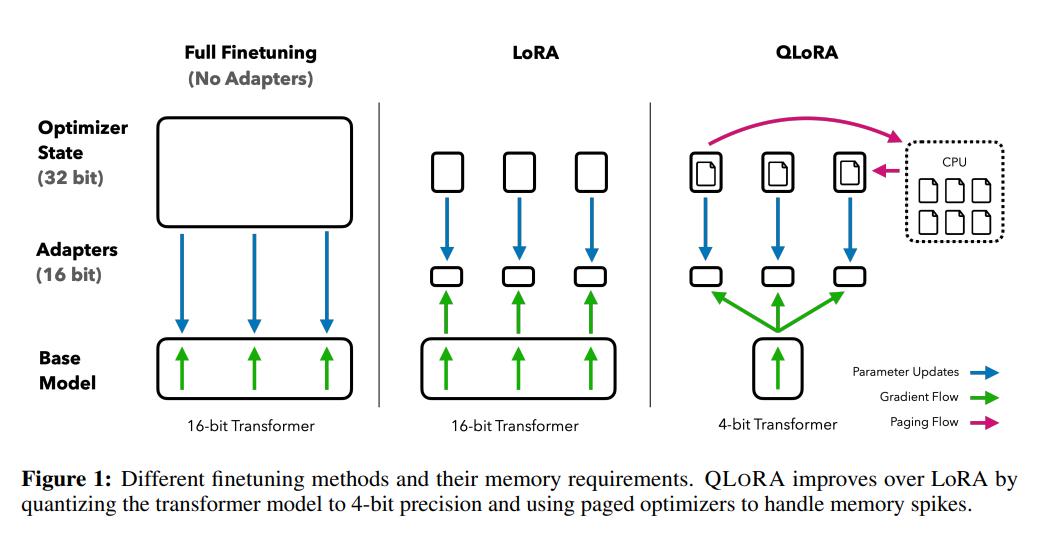 Full Finetuning
(No Adapters)
LoRA
QLoRA
Optimizer
State
(32 bit)
CPU
Adapters
(16 bit)
Base
Model
Parameter Updates
Gradient Flow
Paging Flow
16-bit Transformer
16-bit Transformer
4-bit Transformer
Figure 1: Different finetuning methods and their memory requirements. QLORA improves over LoRA by
quantizing the transformer model to 4-bit precision and using paged optimizers to handle memory spikes.